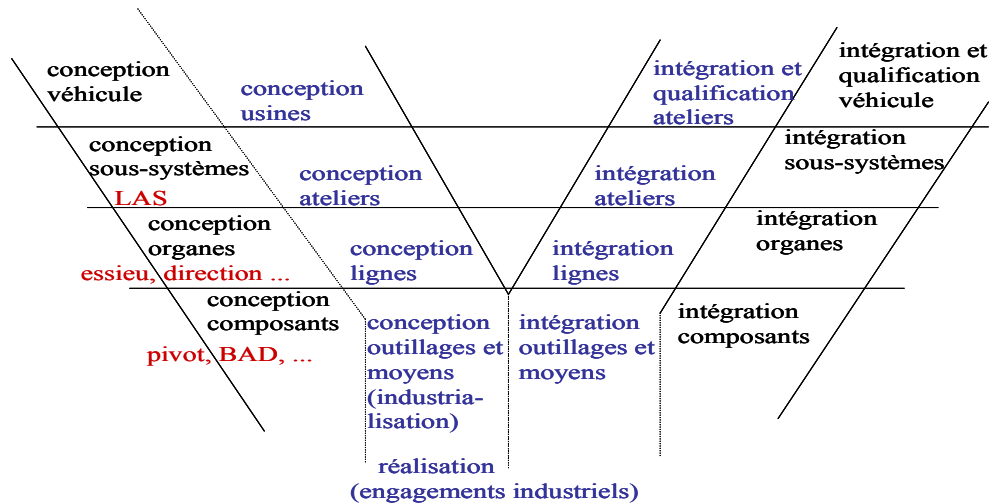 conception
véhicule
conception
usines
intégration et
qualification
ateliers
intégration et
qualification
véhicule
conception
sous-systèmes
LAS
conception
ateliers
intégration
ateliers
intégration
sous-systèmes
conception
organes
essieu, direction ...
conception
lignes
intégration
lignes
intégration
organes
conception
composants
pivot, BAD, ...
conception
outillages et
moyens
(industria-
lisation)
intégration
outillages et
moyens
intégration
composants
réalisation
(engagements industriels)